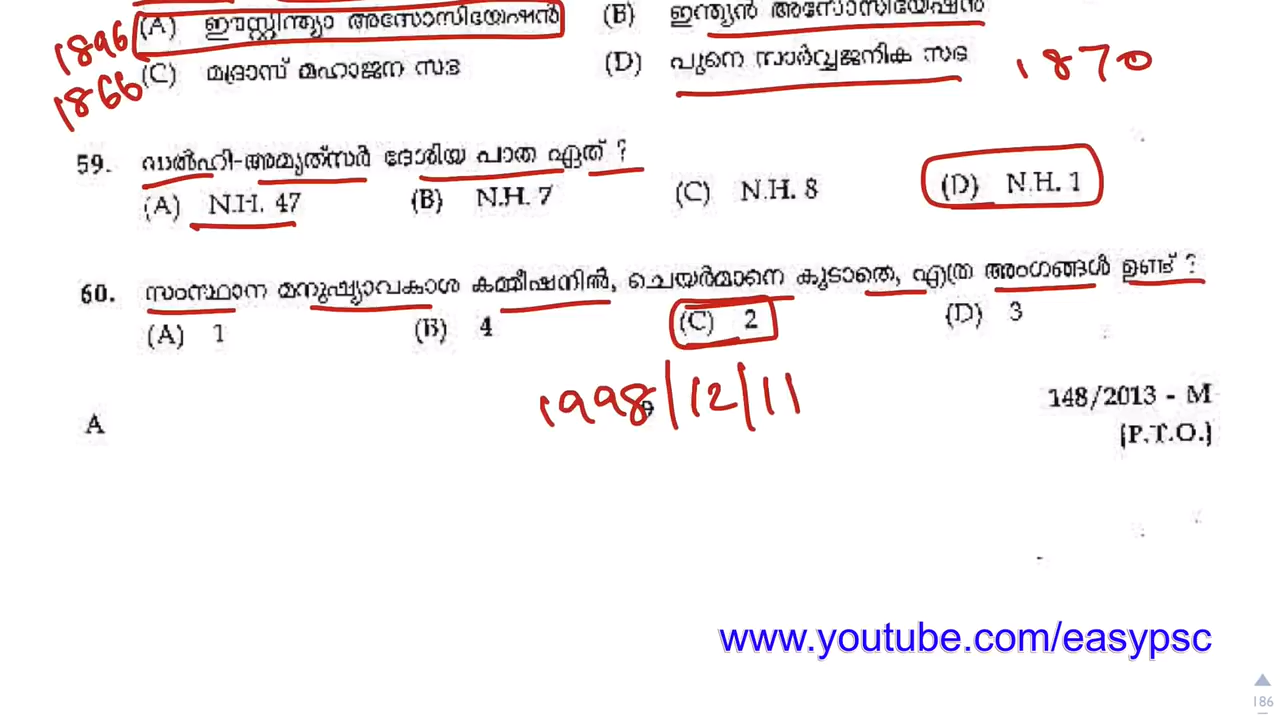 1896 (A) ഈസ്റ്റിന്ത്യാ അസോസിയേഷൻ (B) ഇന്ത്യൻ അസോസിയേഷൻ
1866 (C) മദ്രാസ് മഹാജന സഭ (D) പൂനെ സാർവ്വജനിക സഭ 1870
59. ഡൽഹി-അമൃത്‌സർ ദേശീയ പാത ഏത് ?
(A) N.H. 47 (B) N.H. 7 (C) N.H. 8 (D) N.H. 1
60. സംസ്ഥാന മനുഷ്യാവകാശ കമ്മീഷനിൽ, ചെയർമാനെ കൂടാതെ, എത്ര അംഗങ്ങൾ ഉണ്ട് ?
(A) 1 (B) 4 (C) 2 (D) 3
1998/12/11
A 9 148/2013 - M
[P.T.O.]
www.youtube.com/easypsc
186